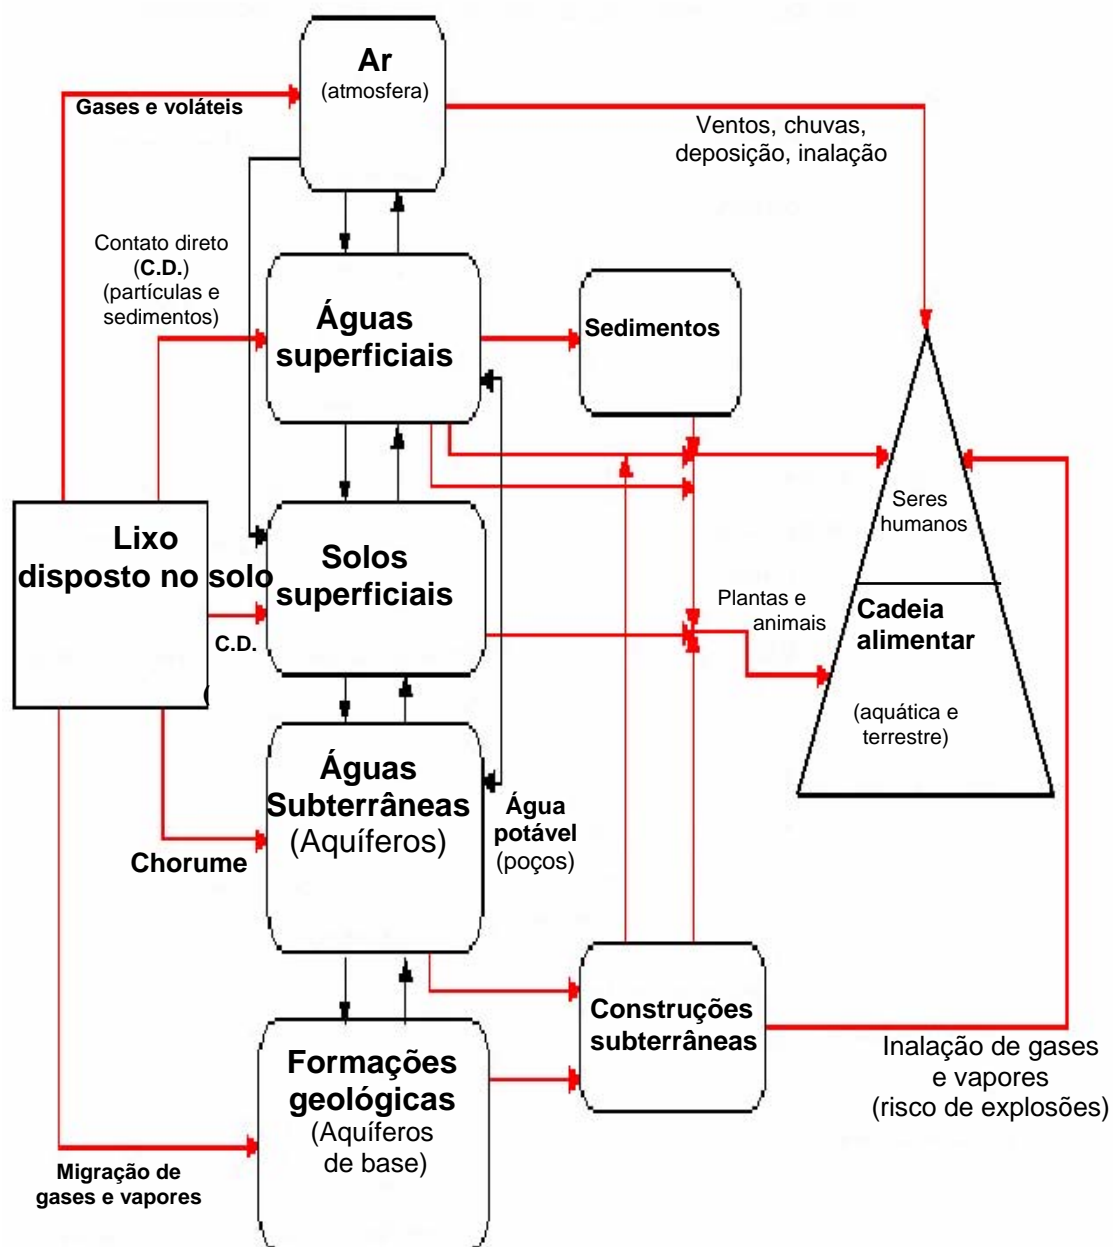 Ar
(atmosfera)
Gases e voláteis
Ventos, chuvas,
deposição, inalação
Contato direto
(C.D.)
(partículas e
sedimentos)
Águas
superficiais
Sedimentos
Seres
humanos
Lixo
disposto no solo
(
Solos
superficiais
C.D.
Plantas e
animais
Cadeia
alimentar
(aquática e
terrestre)
Águas
Subterrâneas
(Aquíferos)
Água
potável
(poços)
Chorume
Construções
subterrâneas
Inalação de gases
e vapores
(risco de explosões)
Formações
geológicas
(Aquíferos
de base)
Migração de
gases e vapores